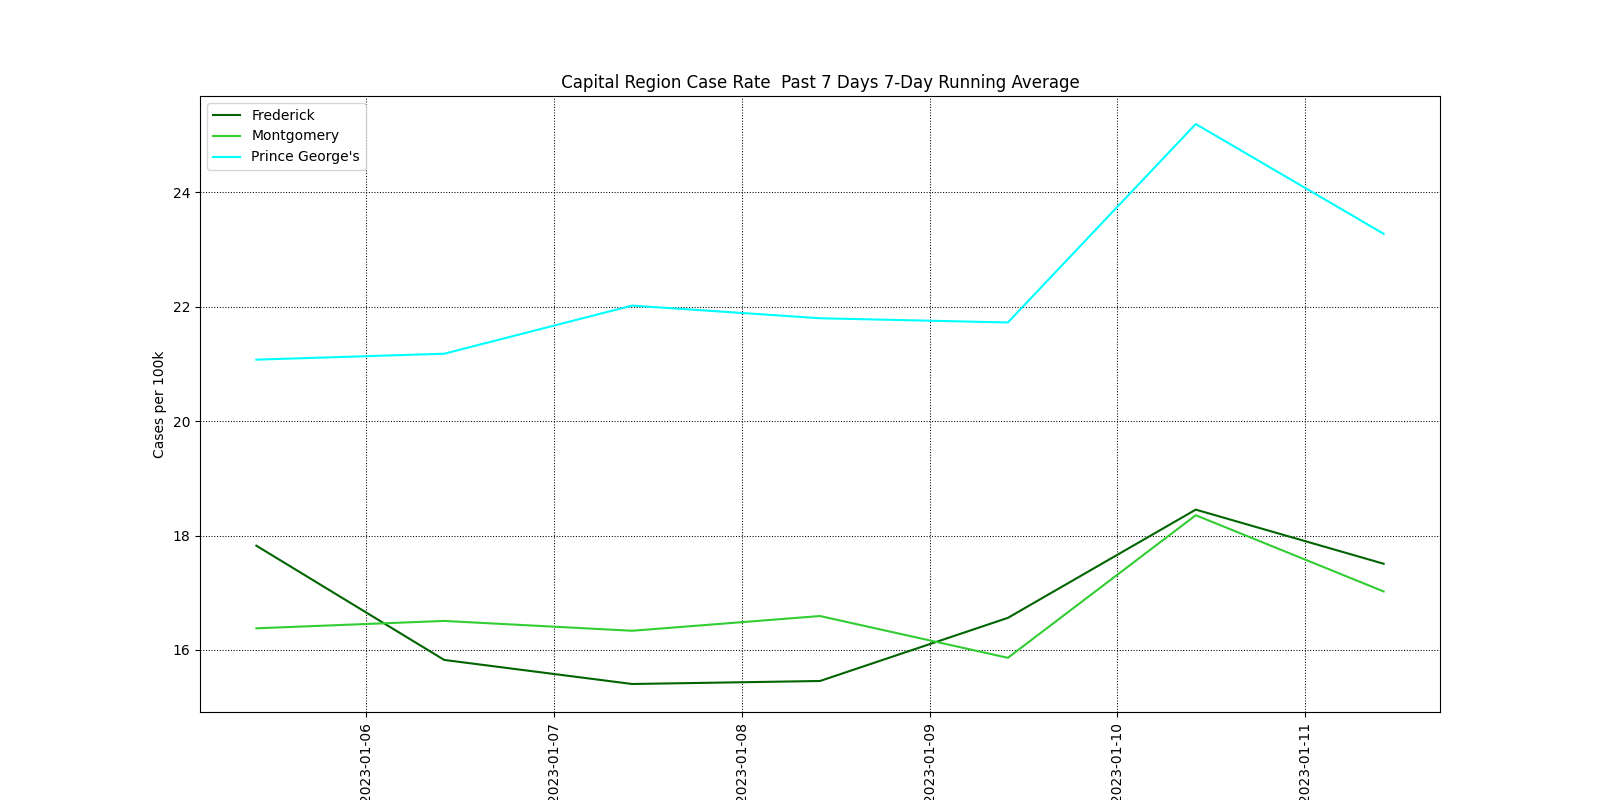 Capital Region Case Rate  Past 7 Days 7-Day Running Average
Frederick
Montgomery
Prince George's
24
22
20
18
16
Cases per 100k
2023-01-06
2023-01-07
2023-01-08
2023-01-09
2023-01-10
2023-01-11